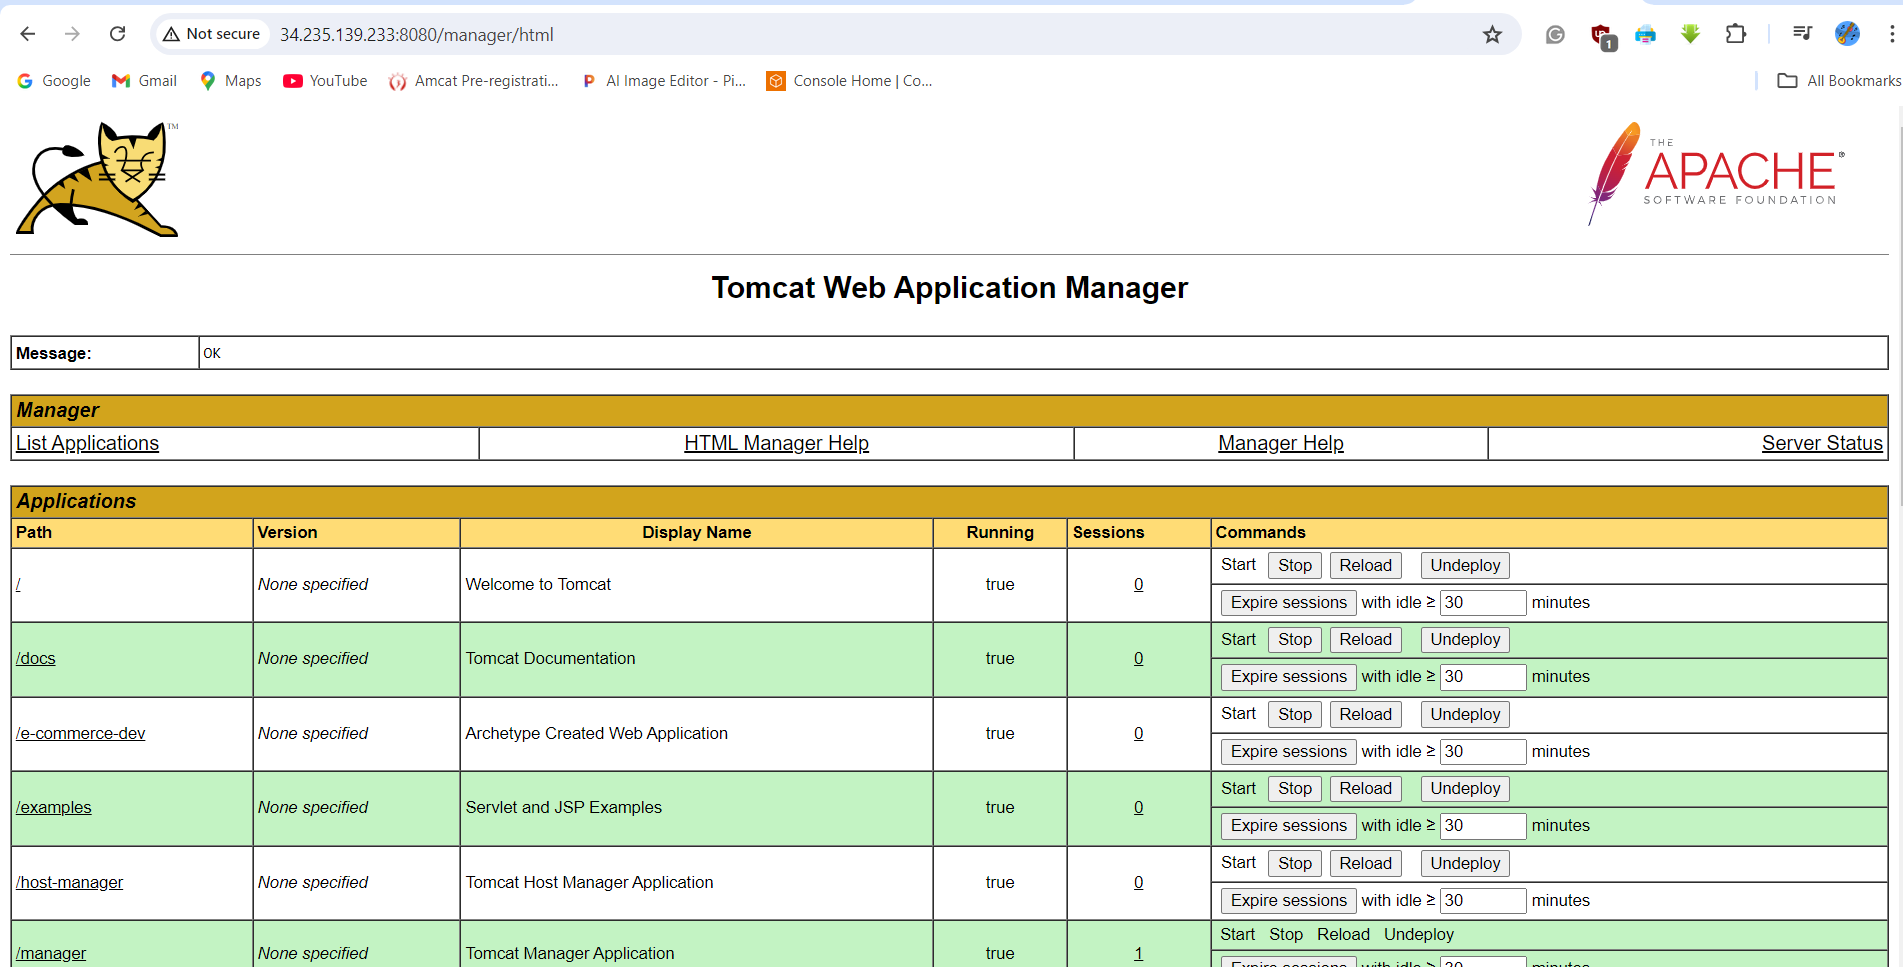 Not secure 34.235.139.233:8080/manager/html 1
Google Gmail Maps YouTube Amcat Pre-registrati... AI Image Editor - Pi... Console Home | Co... All Bookmarks
TM
THE
APACHE®
SOFTWARE FOUNDATION
Tomcat Web Application Manager
Message: OK
Manager
List Applications HTML Manager Help Manager Help Server Status
Applications
Path Version Display Name Running Sessions Commands
/ None specified Welcome to Tomcat true 0 Start Stop Reload Undeploy
Expire sessions with idle ≥ 30 minutes
/docs None specified Tomcat Documentation true 0 Start Stop Reload Undeploy
Expire sessions with idle ≥ 30 minutes
/e-commerce-dev None specified Archetype Created Web Application true 0 Start Stop Reload Undeploy
Expire sessions with idle ≥ 30 minutes
/examples None specified Servlet and JSP Examples true 0 Start Stop Reload Undeploy
Expire sessions with idle ≥ 30 minutes
/host-manager None specified Tomcat Host Manager Application true 0 Start Stop Reload Undeploy
Expire sessions with idle ≥ 30 minutes
/manager None specified Tomcat Manager Application true 1 Start Stop Reload Undeploy
Expire sessions with idle ≥ 30 minutes